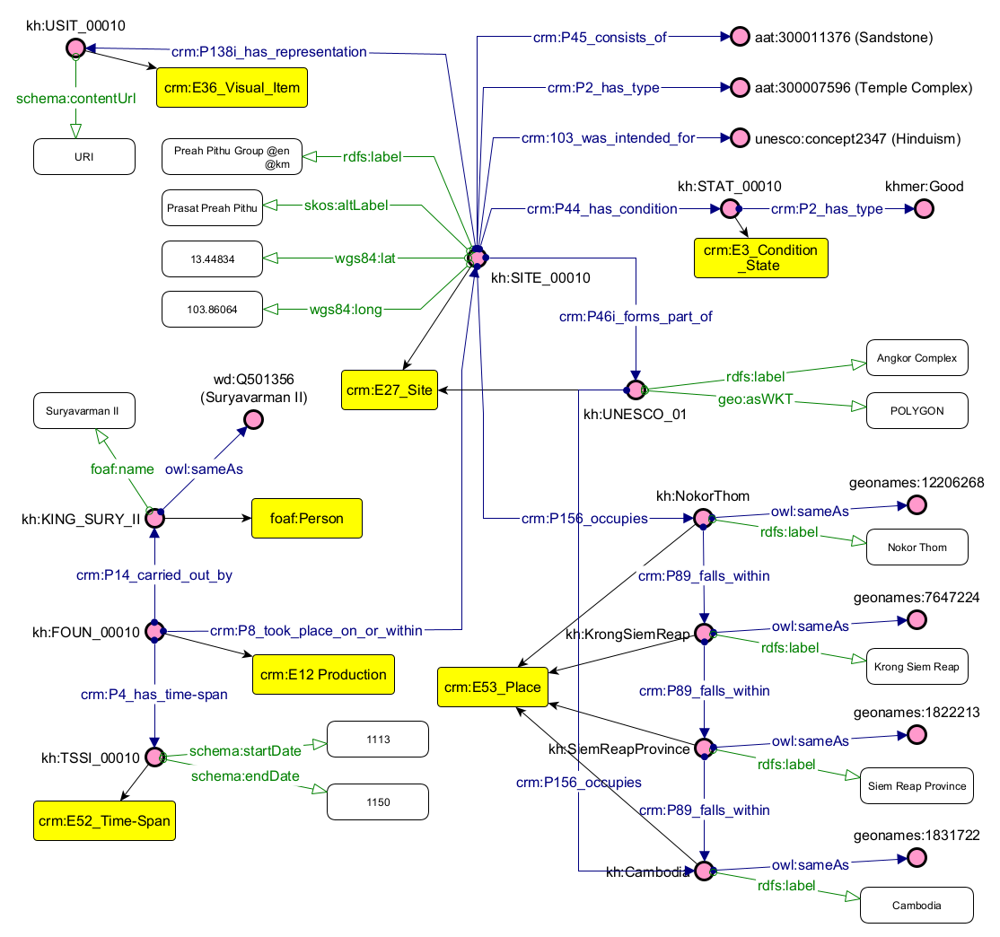 kh:USIT_00010
crm:P138i_has_representation
crm:E36_Visual_Item
schema:contentUrl
URI
crm:P45_consists_of
aat:300011376 (Sandstone)
crm:P2_has_type
aat:300007596 (Temple Complex)
crm:103_was_intended_for
unesco:concept2347 (Hinduism)
Preah Pithu Group @en
@km
rdfs:label
Prasat Preah Pithu
skos:altLabel
13.44834
wgs84:lat
103.86064
wgs84:long
kh:STAT_00010
khmer:Good
crm:P44_has_condition
crm:P2_has_type
crm:E3_Condition
_State
kh:SITE_00010
crm:P46i_forms_part_of
crm:E27_Site
kh:UNESCO_01
rdfs:label
Angkor Complex
geo:asWKT
POLYGON
wd:Q501356
(Suryavarman II)
Suryavarman II
foaf:name
owl:sameAs
kh:KING_SURY_II
foaf:Person
crm:P14_carried_out_by
kh:FOUN_00010
crm:P8_took_place_on_or_within
crm:E12 Production
crm:P4_has_time-span
kh:TSSI_00010
schema:startDate
1113
schema:endDate
1150
crm:E52_Time-Span
crm:P156_occupies
kh:NokorThom
geonames:12206268
owl:sameAs
rdfs:label
Nokor Thom
crm:P89_falls_within
geonames:7647224
kh:KrongSiemReap
owl:sameAs
rdfs:label
Krong Siem Reap
crm:E53_Place
crm:P89_falls_within
geonames:1822213
kh:SiemReapProvince
owl:sameAs
rdfs:label
Siem Reap Province
crm:P156_occupies
crm:P89_falls_within
geonames:1831722
kh:Cambodia
owl:sameAs
rdfs:label
Cambodia